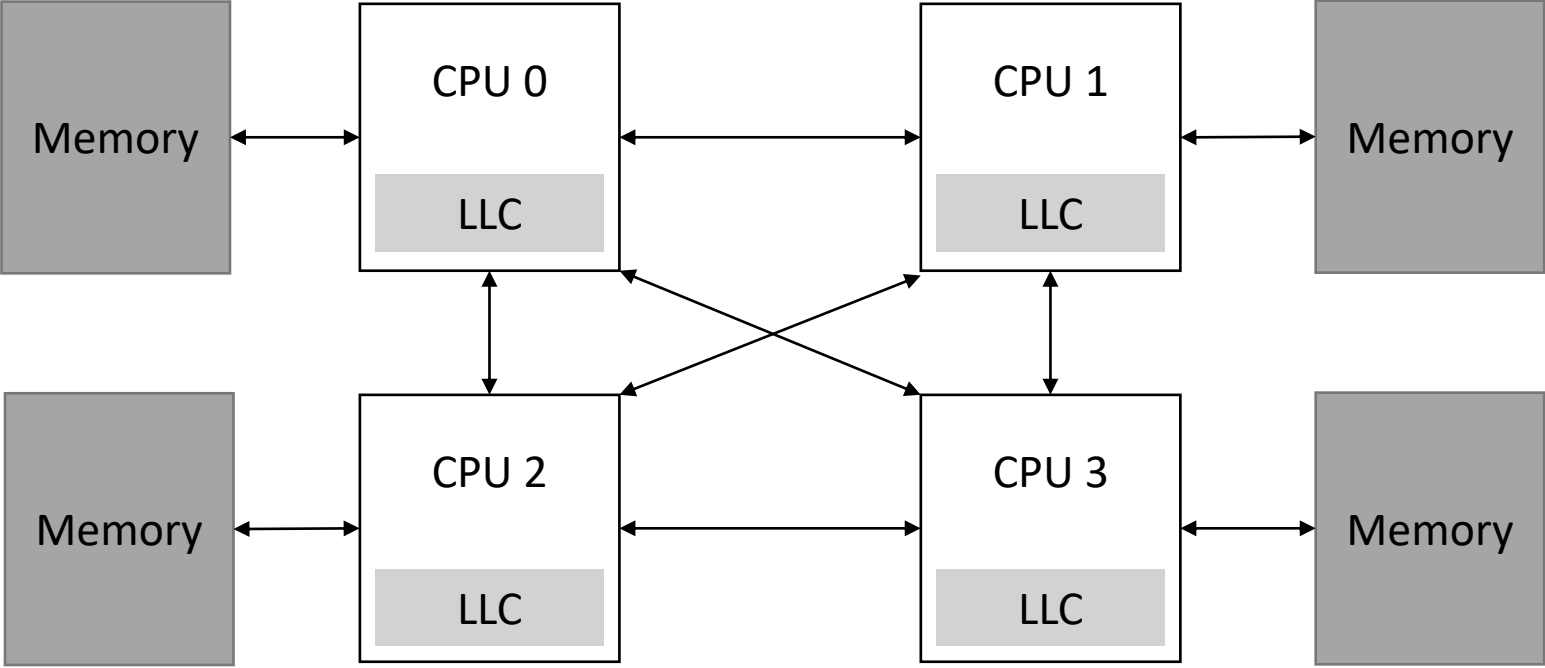 Memory
CPU 0
LLC
CPU 1
LLC
Memory
Memory
CPU 2
LLC
CPU 3
LLC
Memory